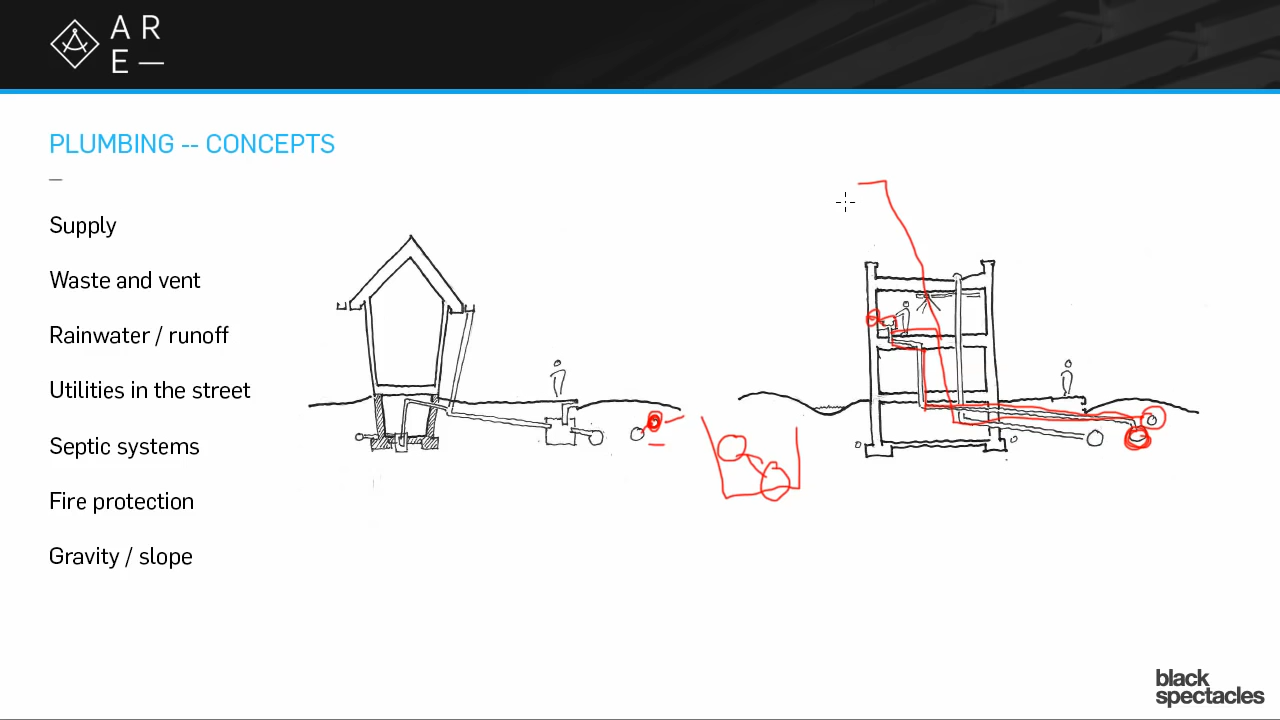 A R
E —
PLUMBING -- CONCEPTS
Supply
Waste and vent
Rainwater / runoff
Utilities in the street
Septic systems
Fire protection
Gravity / slope
black
spectacles